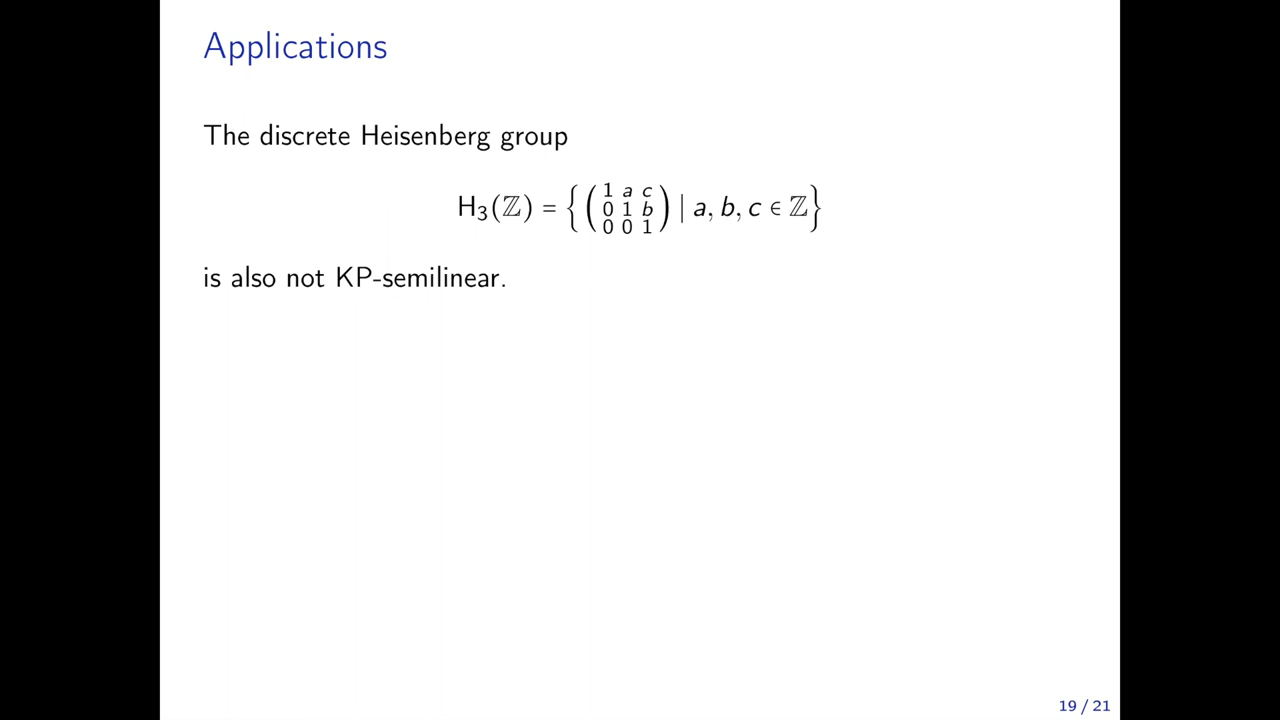 Applications
The discrete Heisenberg group
H₃(ℤ) = { ( 1 a c
0 1 b
0 0 1 ) | a, b, c ∈ ℤ }
is also not KP-semilinear.
19 / 21